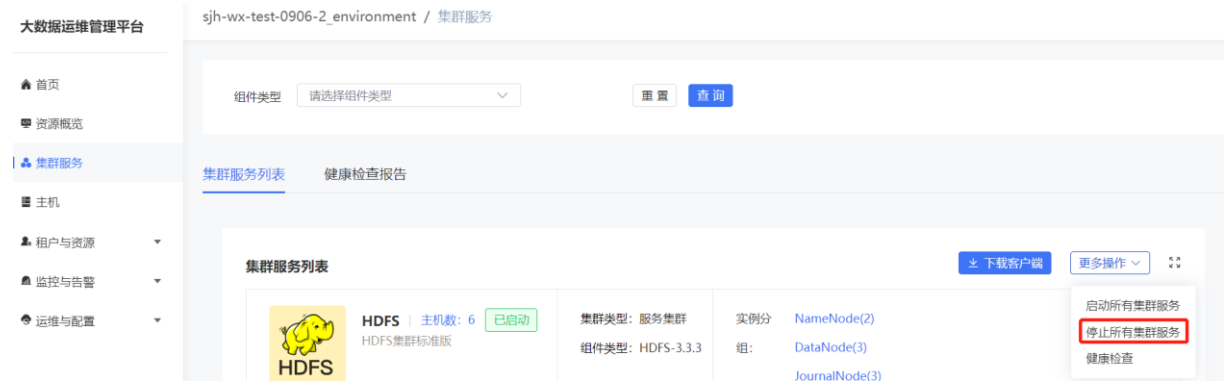 大数据运维管理平台
sjh-wx-test-0906-2_environment / 集群服务
首页
资源概览
集群服务
主机
租户与资源
监控与告警
运维与配置
组件类型 请选择组件类型 重置 查询
集群服务列表 健康检查报告
集群服务列表 下载客户端 更多操作
启动所有集群服务
停止所有集群服务
健康检查
HDFS
HDFS | 主机数: 6 已启动
HDFS集群标准版
集群类型: 服务集群
组件类型: HDFS-3.3.3
实例分
组:
NameNode(2)
DataNode(3)
JournalNode(3)